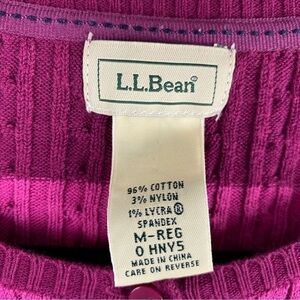 L.L.Bean®
96% COTTON
3% NYLON
1% LYCRA®
SPANDEX
M-REG
0 HNY5
MADE IN CHINA
CARE ON REVERSE